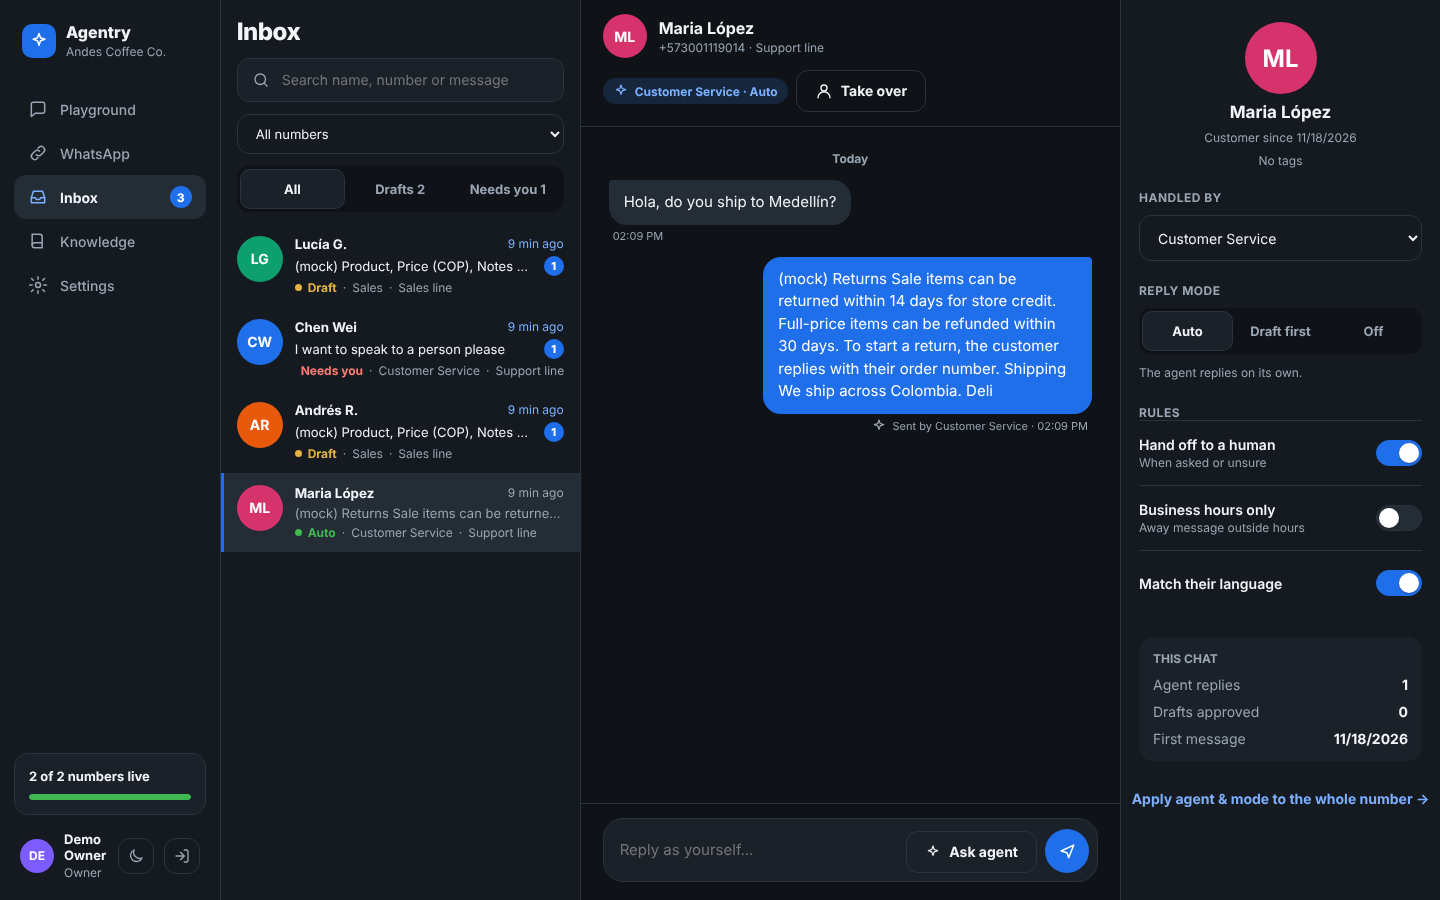 Agentry
Andes Coffee Co.
Playground
WhatsApp
Inbox
3
Knowledge
Settings
2 of 2 numbers live
DE
Demo
Owner
Owner
Inbox
Search name, number or message
All numbers
All
Drafts 2
Needs you 1
LG
Lucía G.
9 min ago
(mock) Product, Price (COP), Notes ...
1
Draft · Sales · Sales line
CW
Chen Wei
9 min ago
I want to speak to a person please
1
Needs you · Customer Service · Support line
AR
Andrés R.
9 min ago
(mock) Product, Price (COP), Notes ...
1
Draft · Sales · Sales line
ML
Maria López
9 min ago
(mock) Returns Sale items can be returne...
Auto · Customer Service · Support line
ML
Maria López
+573001119014 · Support line
Customer Service · Auto
Take over
Today
Hola, do you ship to Medellín?
02:09 PM
(mock) Returns Sale items can be
returned within 14 days for store credit.
Full-price items can be refunded within
30 days. To start a return, the customer
replies with their order number. Shipping
We ship across Colombia. Deli
Sent by Customer Service · 02:09 PM
Reply as yourself...
Ask agent
ML
Maria López
Customer since 11/18/2026
No tags
HANDLED BY
Customer Service
REPLY MODE
Auto
Draft first
Off
The agent replies on its own.
RULES
Hand off to a human
When asked or unsure
Business hours only
Away message outside hours
Match their language
THIS CHAT
Agent replies 1
Drafts approved 0
First message 11/18/2026
Apply agent & mode to the whole number →